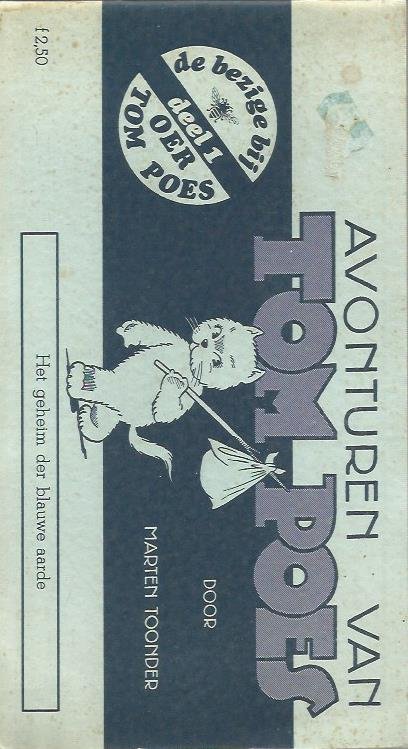 AVONTUREN VAN
TOM POES
de bezige bij
deel 1
OER
TOM POES
DOOR
MARTEN TOONDER
Het geheim der blauwe aarde
f 2,50